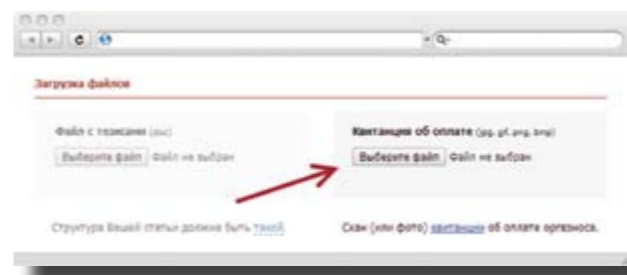 Загрузка файлов
Файл с тезисами (doc)
Выберите файл Файл не выбран
Квитанция об оплате (jpg, gif, png, bmp)
Выберите файл Файл не выбран
Структура Вашей статьи должна быть такой.
Скан (или фото) квитанции об оплате оргвзноса.